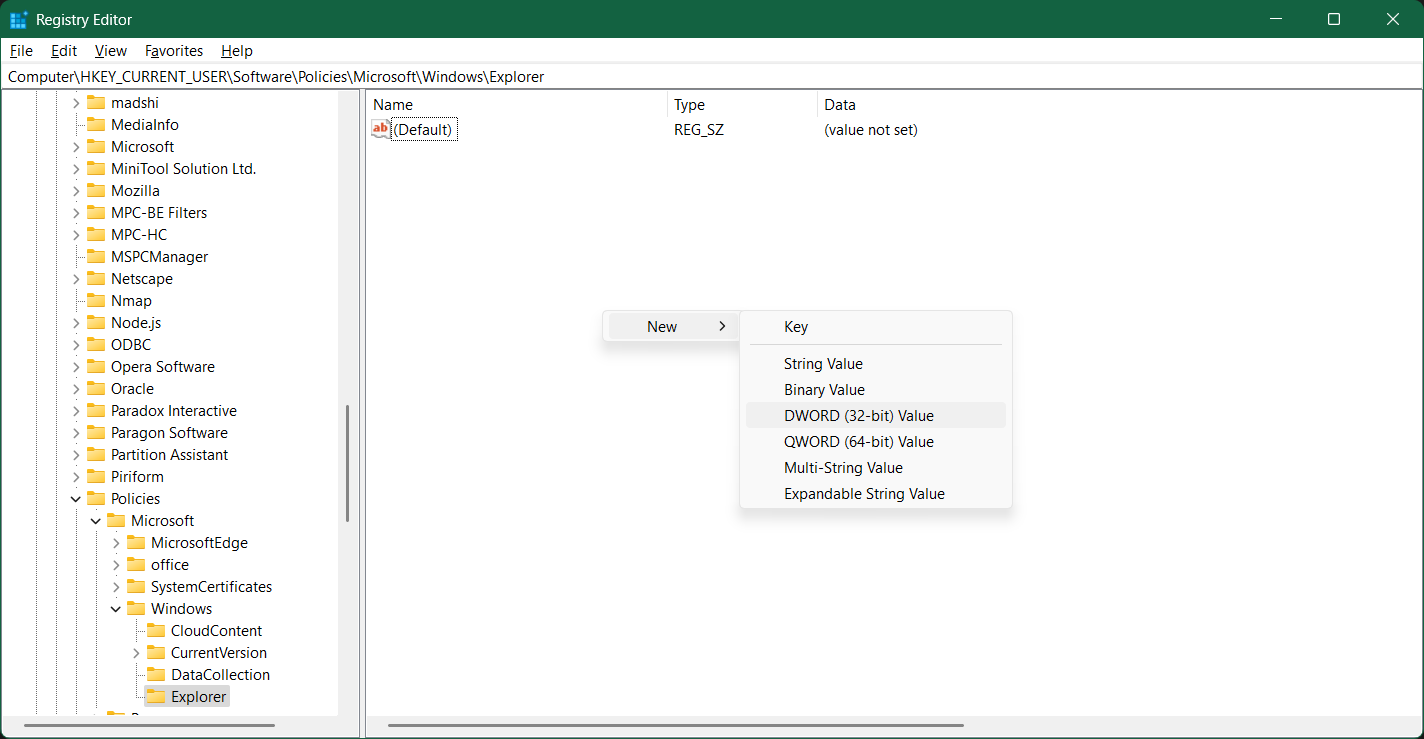 Registry Editor
File Edit View Favorites Help
Computer\HKEY_CURRENT_USER\Software\Policies\Microsoft\Windows\Explorer
madshi
MediaInfo
Microsoft
MiniTool Solution Ltd.
Mozilla
MPC-BE Filters
MPC-HC
MSPCManager
Netscape
Nmap
Node.js
ODBC
Opera Software
Oracle
Paradox Interactive
Paragon Software
Partition Assistant
Piriform
Policies
Microsoft
MicrosoftEdge
office
SystemCertificates
Windows
CloudContent
CurrentVersion
DataCollection
Explorer
Name Type Data
ab (Default) REG_SZ (value not set)
New
Key
String Value
Binary Value
DWORD (32-bit) Value
QWORD (64-bit) Value
Multi-String Value
Expandable String Value